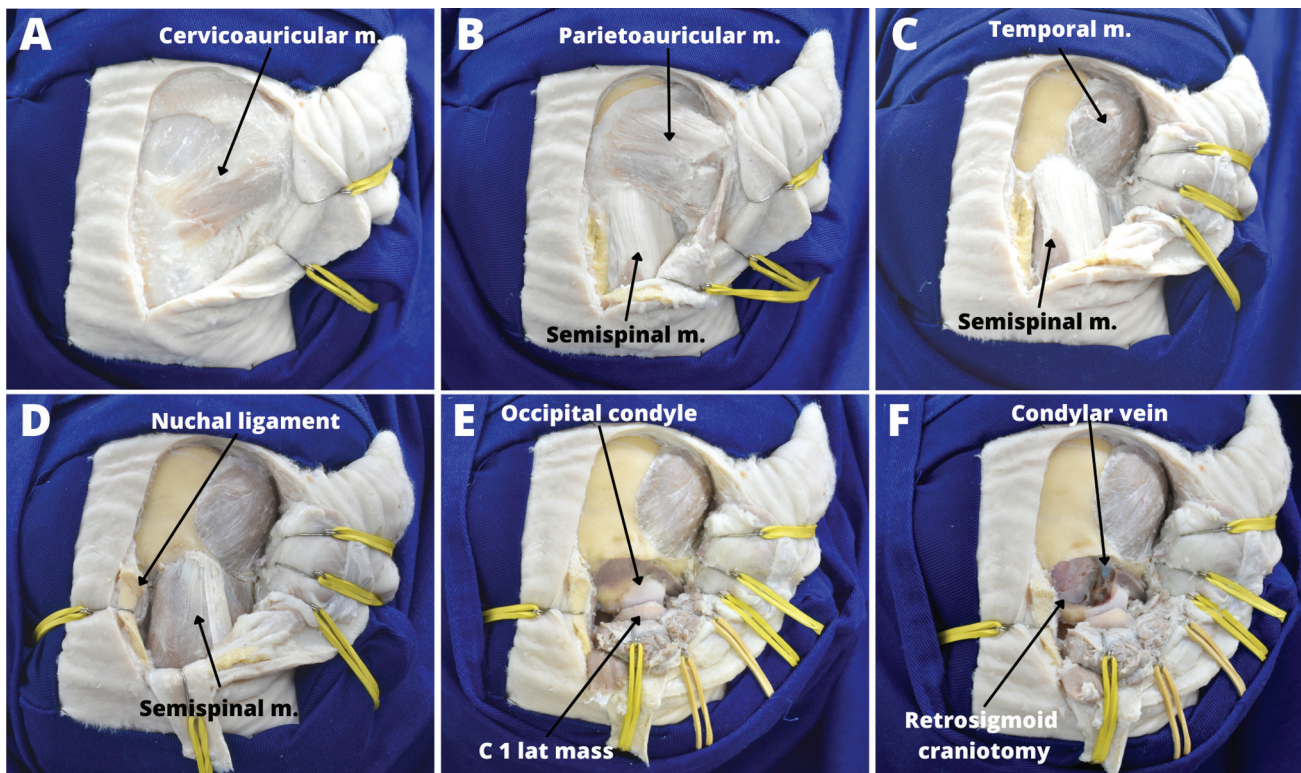 A
Cervicoauricular m.
B
Parietoauricular m.
Semispinal m.
C
Temporal m.
Semispinal m.
D
Nuchal ligament
Semispinal m.
E
Occipital condyle
C 1 lat mass
F
Condylar vein
Retrosigmoid
craniotomy